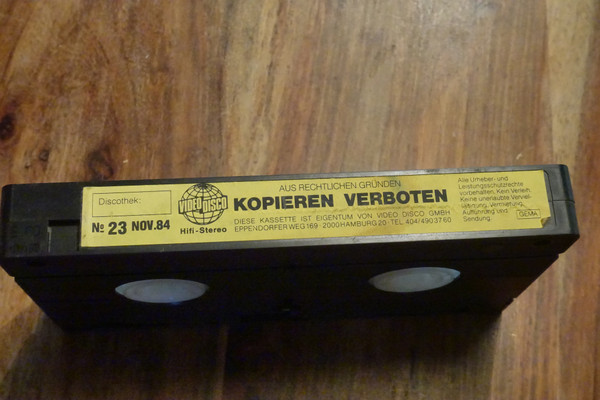 Discothek:
№ 23 NOV.84
VIDEO DISCO
Hifi-Stereo
AUS RECHTLICHEN GRÜNDEN
KOPIEREN VERBOTEN
DIESE KASSETTE IST EIGENTUM VON VIDEO DISCO GMBH
EPPENDORFER WEG 169 · 2000 HAMBURG 20 · TEL. 404/490 37 60
Alle Urheber- und
Leistungsschutzrechte
vorbehalten. Kein Verleih.
Keine unerlaubte Verviel-
Vermietung,
Aufführung und
Sendung.
GEMA